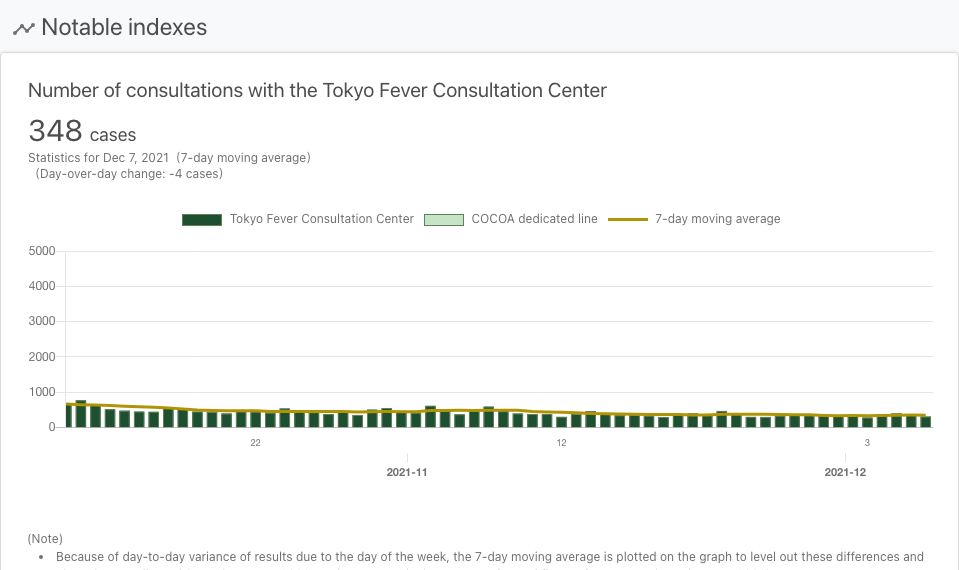 Notable indexes
Number of consultations with the Tokyo Fever Consultation Center
348 cases
Statistics for Dec 7, 2021 (7-day moving average)
(Day-over-day change: -4 cases)
Tokyo Fever Consultation Center COCOA dedicated line 7-day moving average
5000
4000
3000
2000
1000
0
22 12 3
2021-11 2021-12
(Note)
• Because of day-to-day variance of results due to the day of the week, the 7-day moving average is plotted on the graph to level out these differences and